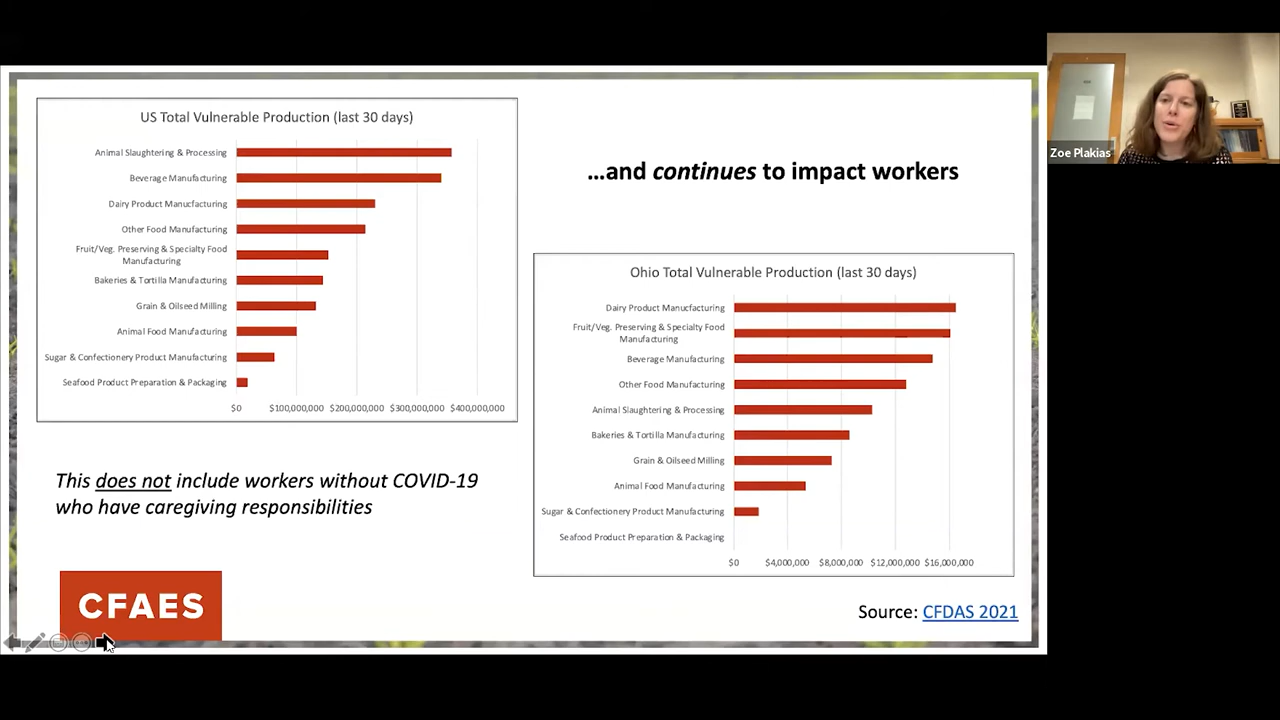 US Total Vulnerable Production (last 30 days)
Animal Slaughtering & Processing
Beverage Manufacturing
Dairy Product Manucfacturing
Other Food Manufacturing
Fruit/Veg. Preserving & Specialty Food
Manufacturing
Bakeries & Tortilla Manufacturing
Grain & Oilseed Milling
Animal Food Manufacturing
Sugar & Confectionery Product Manufacturing
Seafood Product Preparation & Packaging
$0 $100,000,000 $200,000,000 $300,000,000 $400,000,000
...and continues to impact workers
Ohio Total Vulnerable Production (last 30 days)
Dairy Product Manucfacturing
Fruit/Veg. Preserving & Specialty Food
Manufacturing
Beverage Manufacturing
Other Food Manufacturing
Animal Slaughtering & Processing
Bakeries & Tortilla Manufacturing
Grain & Oilseed Milling
Animal Food Manufacturing
Sugar & Confectionery Product Manufacturing
Seafood Product Preparation & Packaging
$0 $4,000,000 $8,000,000 $12,000,000 $16,000,000
This does not include workers without COVID-19
who have caregiving responsibilities
CFAES
Source: CFDAS 2021
Zoe Plakias